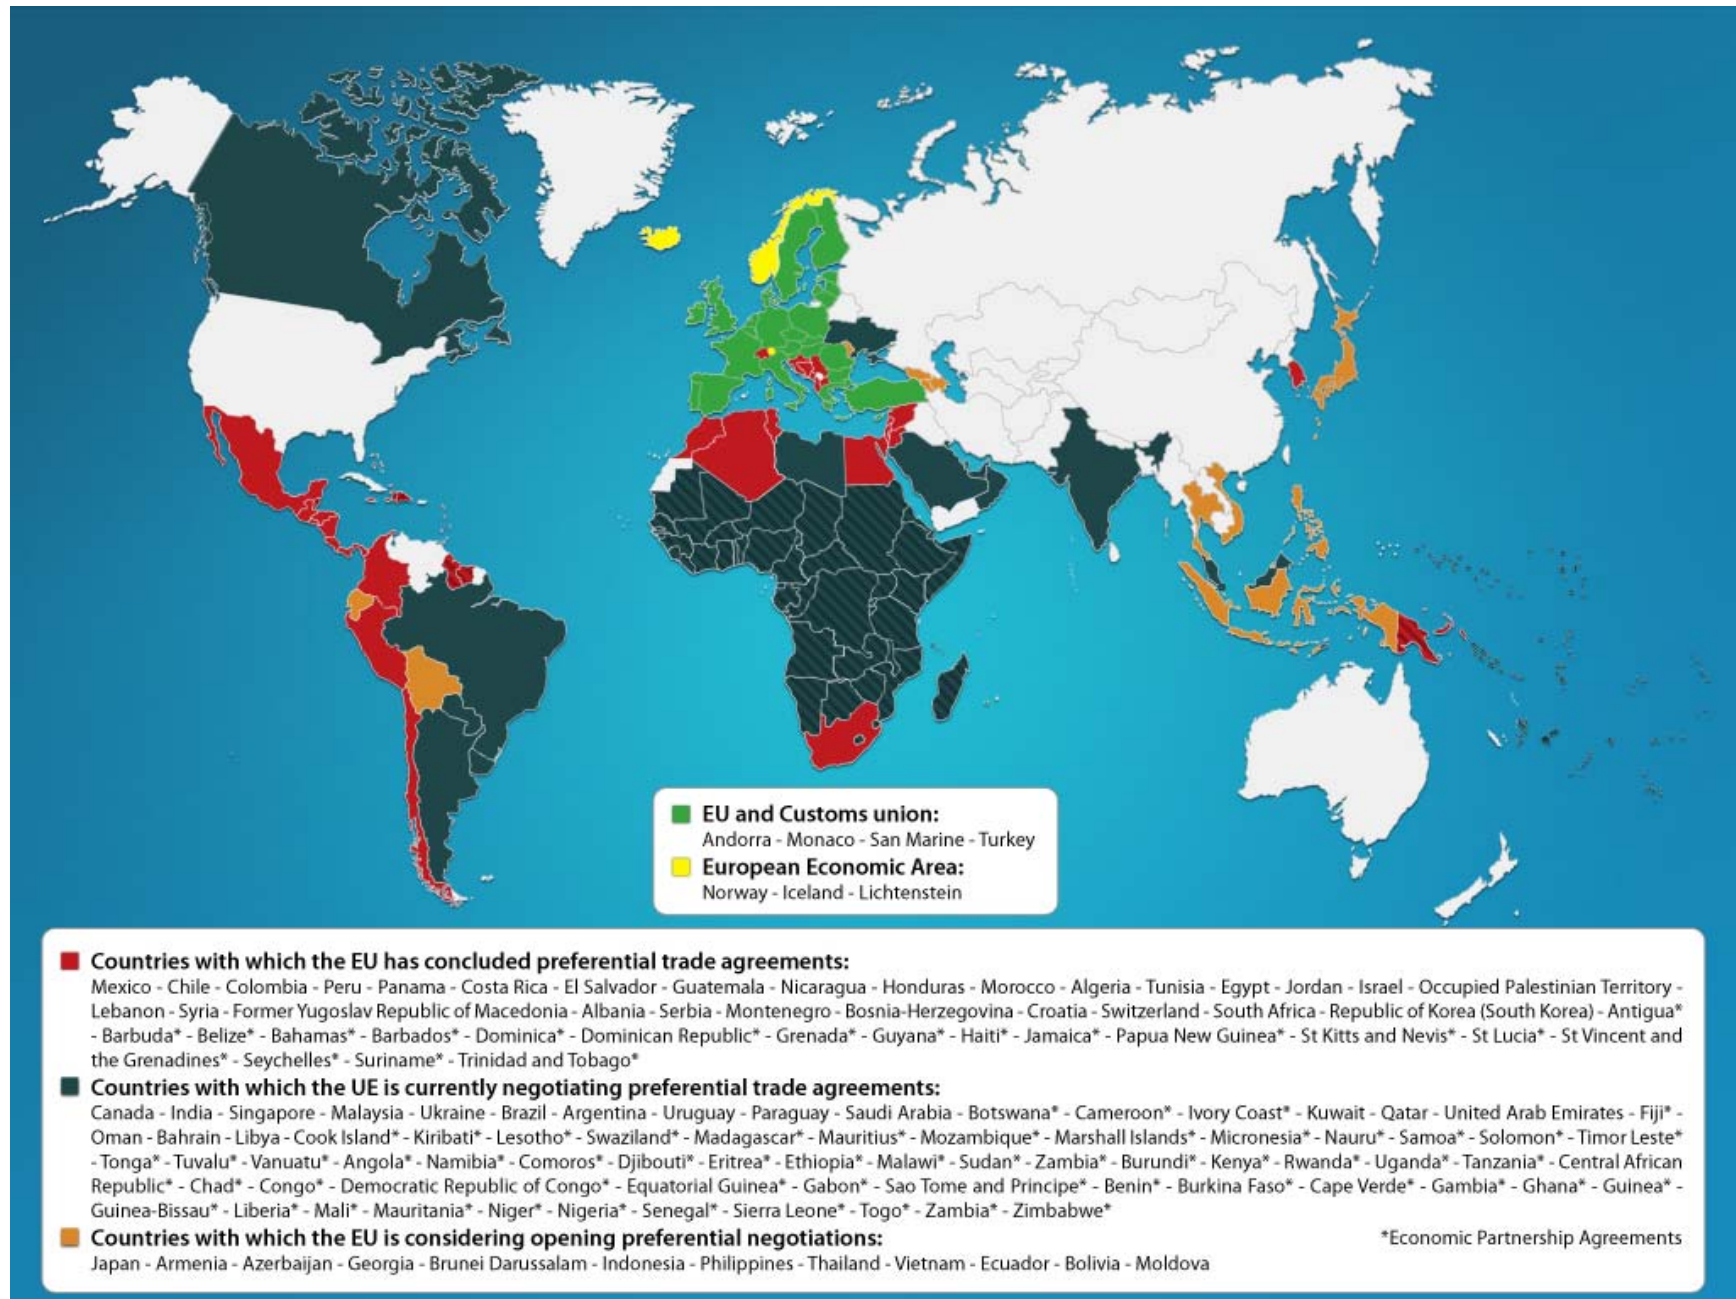 EU and Customs union:
Andorra - Monaco - San Marine - Turkey
European Economic Area:
Norway - Iceland - Lichtenstein
Countries with which the EU has concluded preferential trade agreements:
Mexico - Chile - Colombia - Peru - Panama - Costa Rica - El Salvador - Guatemala - Nicaragua - Honduras - Morocco - Algeria - Tunisia - Egypt - Jordan - Israel - Occupied Palestinian Territory -
Lebanon - Syria - Former Yugoslav Republic of Macedonia - Albania - Serbia - Montenegro - Bosnia-Herzegovina - Croatia - Switzerland - South Africa - Republic of Korea (South Korea) - Antigua*
- Barbuda* - Belize* - Bahamas* - Barbados* - Dominica* - Dominican Republic* - Grenada* - Guyana* - Haiti* - Jamaica* - Papua New Guinea* - St Kitts and Nevis* - St Lucia* - St Vincent and
the Grenadines* - Seychelles* - Suriname* - Trinidad and Tobago*
Countries with which the UE is currently negotiating preferential trade agreements:
Canada - India - Singapore - Malaysia - Ukraine - Brazil - Argentina - Uruguay - Paraguay - Saudi Arabia - Botswana* - Cameroon* - Ivory Coast* - Kuwait - Qatar - United Arab Emirates - Fiji* -
Oman - Bahrain - Libya - Cook Island* - Kiribati* - Lesotho* - Swaziland* - Madagascar* - Mauritius* - Mozambique* - Marshall Islands* - Micronesia* - Nauru* - Samoa* - Solomon* - Timor Leste*
- Tonga* - Tuvalu* - Vanuatu* - Angola* - Namibia* - Comoros* - Djibouti* - Eritrea* - Ethiopia* - Malawi* - Sudan* - Zambia* - Burundi* - Kenya* - Rwanda* - Uganda* - Tanzania* - Central African
Republic* - Chad* - Congo* - Democratic Republic of Congo* - Equatorial Guinea* - Gabon* - Sao Tome and Principe* - Benin* - Burkina Faso* - Cape Verde* - Gambia* - Ghana* - Guinea* -
Guinea-Bissau* - Liberia* - Mali* - Mauritania* - Niger* - Nigeria* - Senegal* - Sierra Leone* - Togo* - Zambia* - Zimbabwe*
Countries with which the EU is considering opening preferential negotiations:
*Economic Partnership Agreements
Japan - Armenia - Azerbaijan - Georgia - Brunei Darussalam - Indonesia - Philippines - Thailand - Vietnam - Ecuador - Bolivia - Moldova